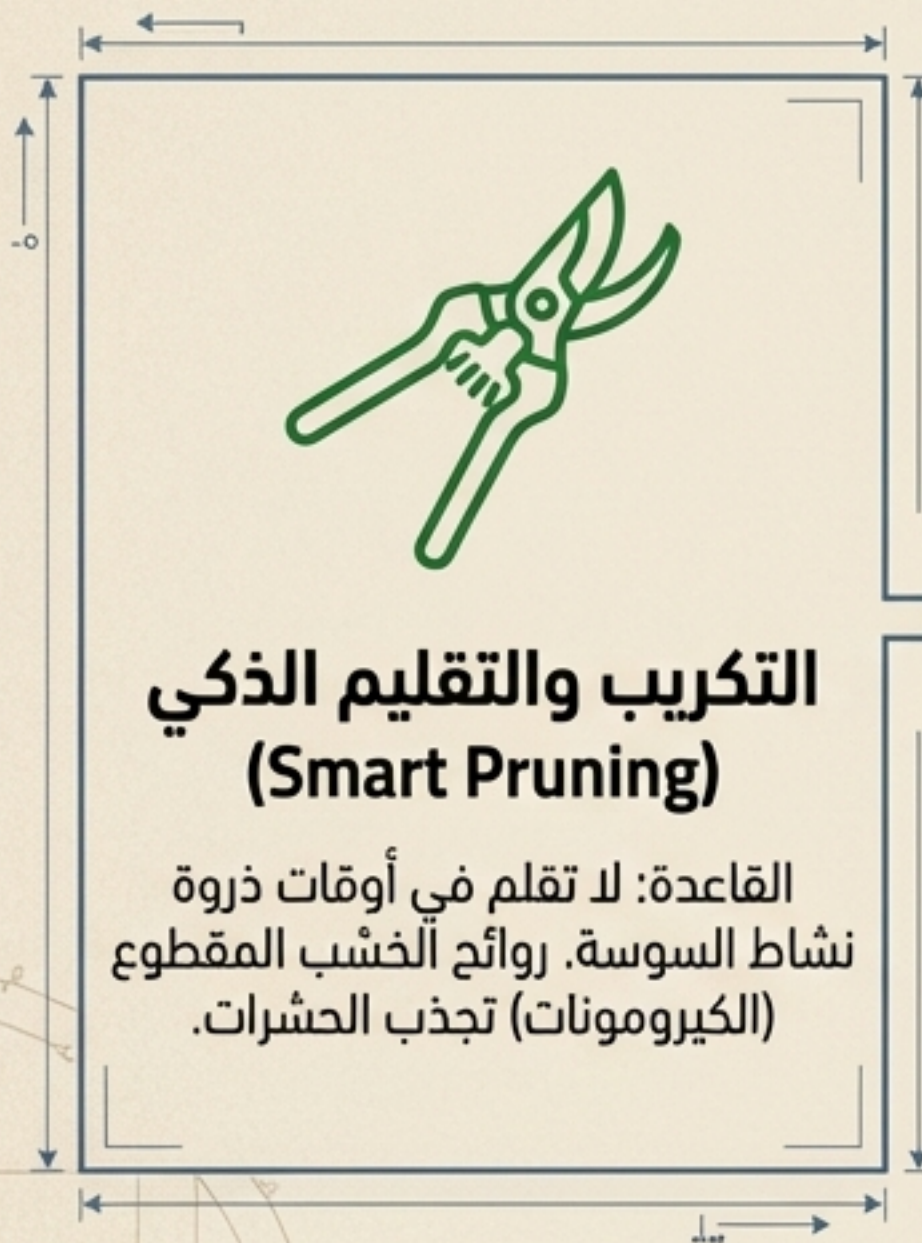 التكريب والتقليم الذكي
(Smart Pruning)
القاعدة: لا تقلم في أوقات ذروة
نشاط السوسة. روائح الخشب المقطوع
(الكيرومونات) تجذب الحشرات.